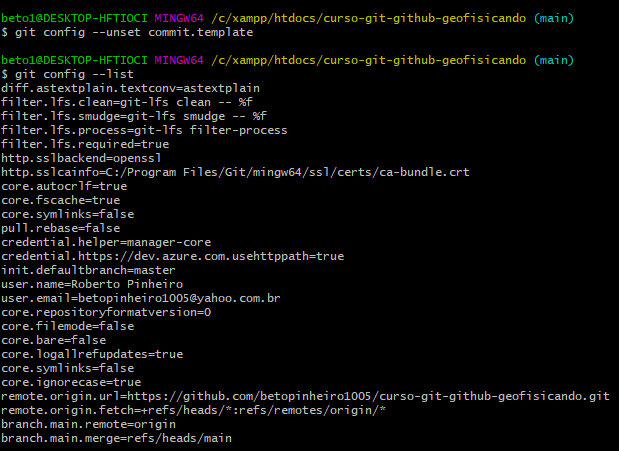 beto1@DESKTOP-HFTIOCI MINGW64 /c/xampp/htdocs/curso-git-github-geofisicando (main)
$ git config --unset commit.template
beto1@DESKTOP-HFTIOCI MINGW64 /c/xampp/htdocs/curso-git-github-geofisicando (main)
$ git config --list
diff.astextplain.textconv=astextplain
filter.lfs.clean=git-lfs clean -- %f
filter.lfs.smudge=git-lfs smudge -- %f
filter.lfs.process=git-lfs filter-process
filter.lfs.required=true
http.sslbackend=openssl
http.sslcainfo=C:/Program Files/Git/mingw64/ssl/certs/ca-bundle.crt
core.autocrlf=true
core.fscache=true
core.symlinks=false
pull.rebase=false
credential.helper=manager-core
credential.https://dev.azure.com.usehttppath=true
init.defaultbranch=master
user.name=Roberto Pinheiro
user.email=betopinheiro1005@yahoo.com.br
core.repositoryformatversion=0
core.filemode=false
core.bare=false
core.logallrefupdates=true
core.symlinks=false
core.ignorecase=true
remote.origin.url=https://github.com/betopinheiro1005/curso-git-github-geofisicando.git
remote.origin.fetch=+refs/heads/*:refs/remotes/origin/*
branch.main.remote=origin
branch.main.merge=refs/heads/main